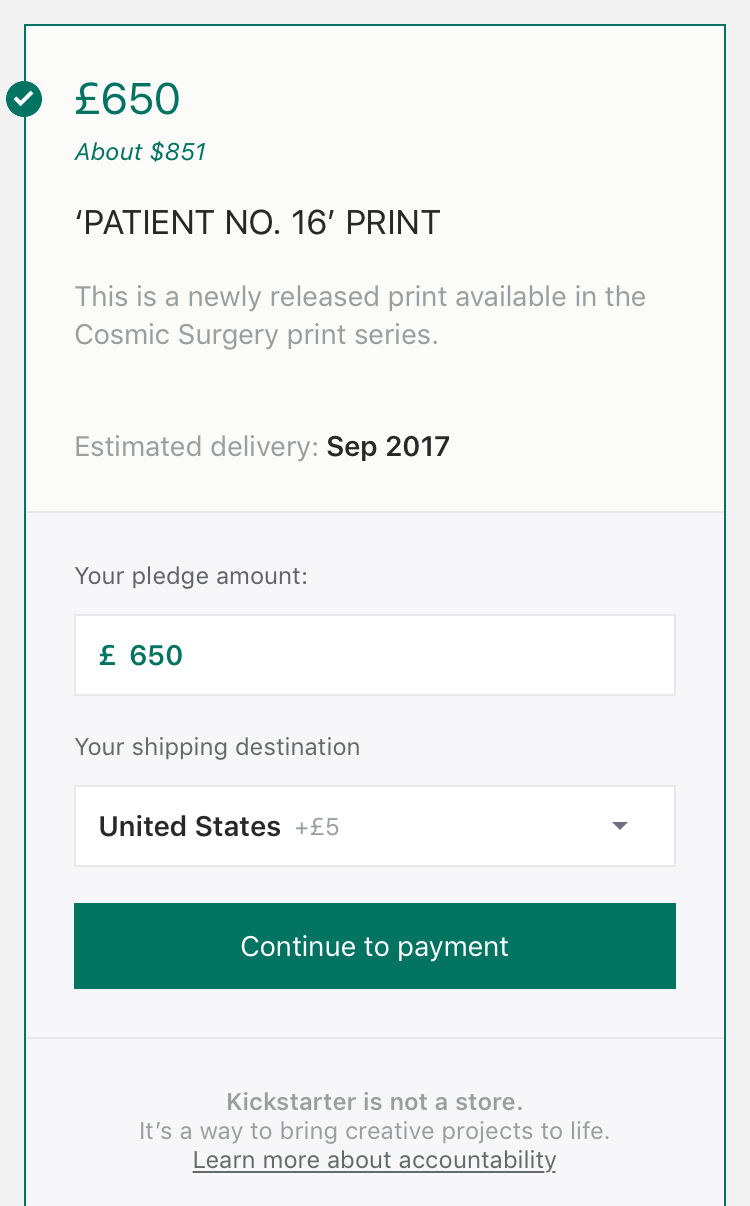 £650
About $851
‘PATIENT NO. 16’ PRINT
This is a newly released print available in the
Cosmic Surgery print series.
Estimated delivery: Sep 2017
Your pledge amount:
£ 650
Your shipping destination
United States +£5
Continue to payment
Kickstarter is not a store.
It’s a way to bring creative projects to life.
Learn more about accountability